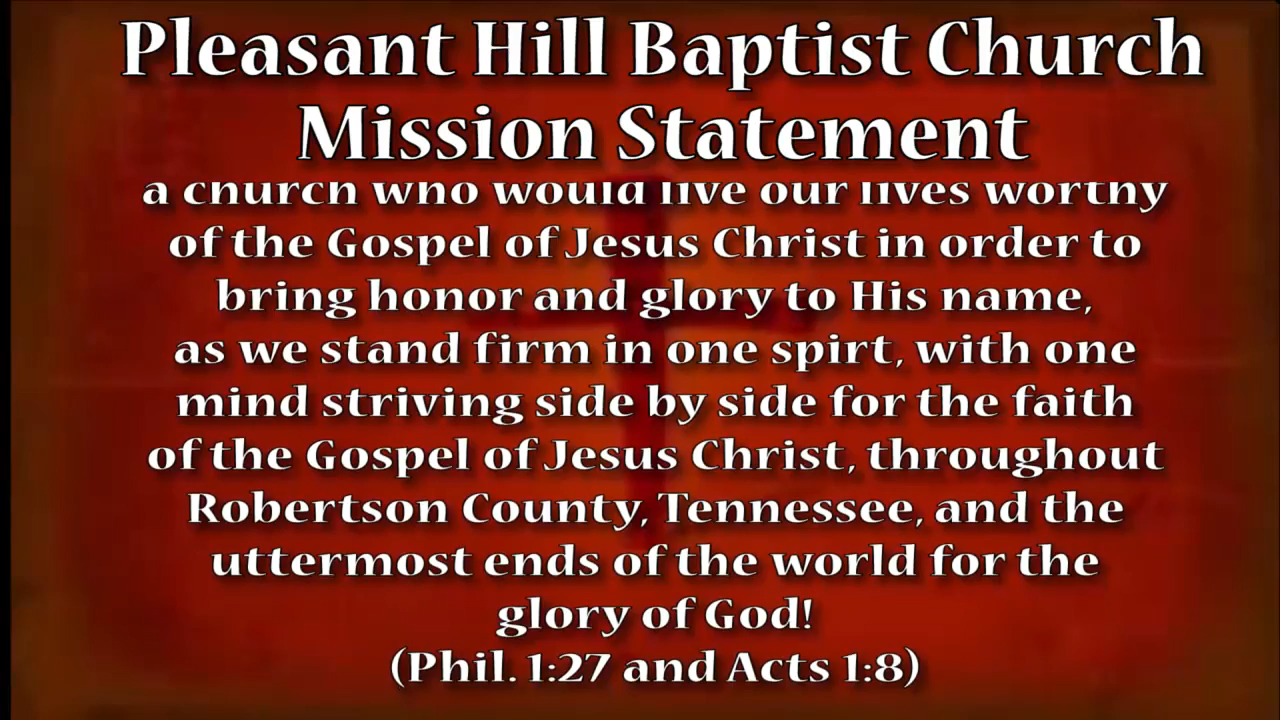 Pleasant Hill Baptist Church
Mission Statement
a church who would live our lives worthy
of the Gospel of Jesus Christ in order to
bring honor and glory to His name,
as we stand firm in one spirt, with one
mind striving side by side for the faith
of the Gospel of Jesus Christ, throughout
Robertson County, Tennessee, and the
uttermost ends of the world for the
glory of God!
(Phil. 1:27 and Acts 1:8)